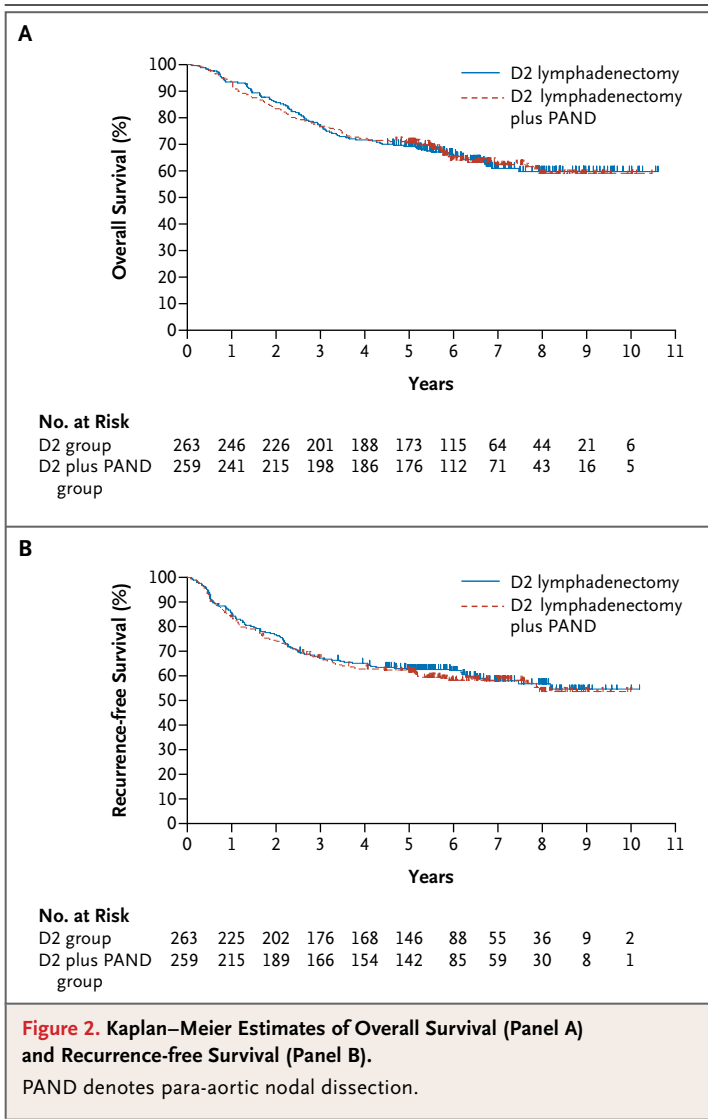 A
100
90
80
70
60
50
40
30
20
10
0
Overall Survival (%)
D2 lymphadenectomy
D2 lymphadenectomy
plus PAND
0 1 2 3 4 5 6 7 8 9 10 11
Years
No. at Risk
D2 group 263 246 226 201 188 173 115 64 44 21 6
D2 plus PAND 259 241 215 198 186 176 112 71 43 16 5
group
B
100
90
80
70
60
50
40
30
20
10
0
Recurrence-free Survival (%)
D2 lymphadenectomy
D2 lymphadenectomy
plus PAND
0 1 2 3 4 5 6 7 8 9 10 11
Years
No. at Risk
D2 group 263 225 202 176 168 146 88 55 36 9 2
D2 plus PAND 259 215 189 166 154 142 85 59 30 8 1
group
Figure 2. Kaplan–Meier Estimates of Overall Survival (Panel A)
and Recurrence-free Survival (Panel B).
PAND denotes para-aortic nodal dissection.